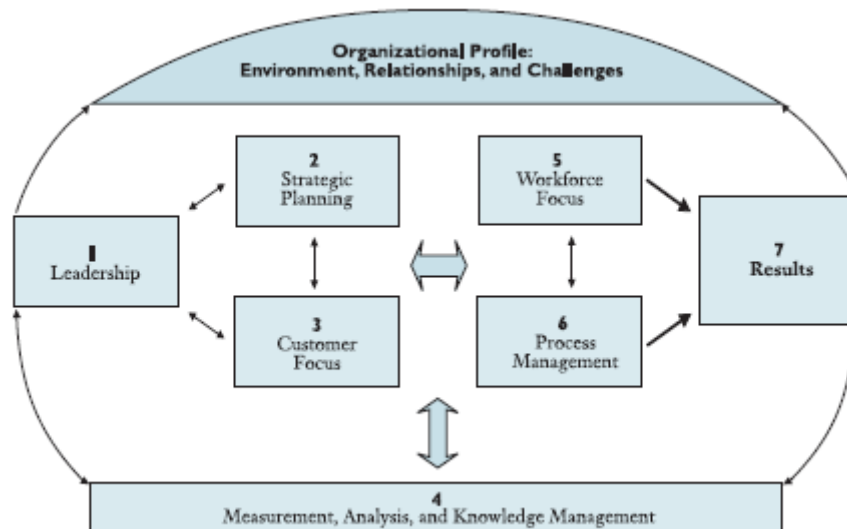 Organizational Profile:
Environment, Relationships, and Challenges
2
Strategic
Planning
5
Workforce
Focus
1
Leadership
7
Results
3
Customer
Focus
6
Process
Management
4
Measurement, Analysis, and Knowledge Management